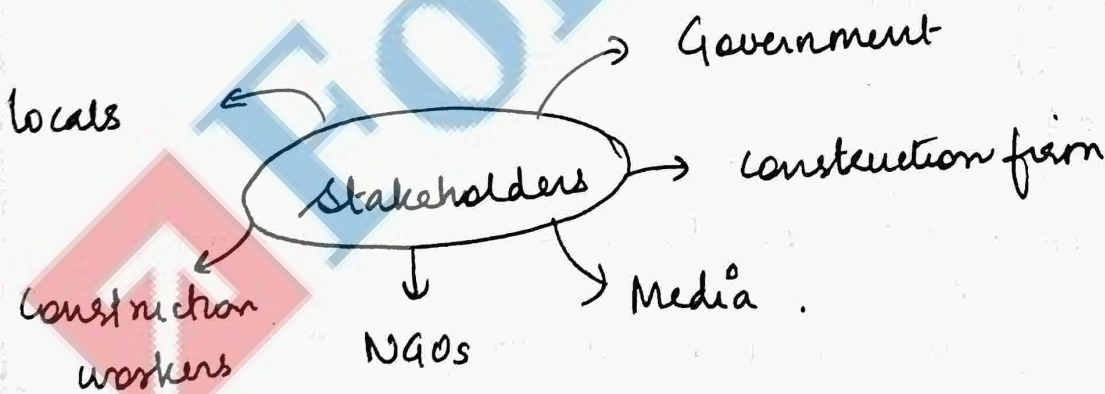 Government
locals
construction firm
Stakeholders
Media .
Construction
workers
NGOs